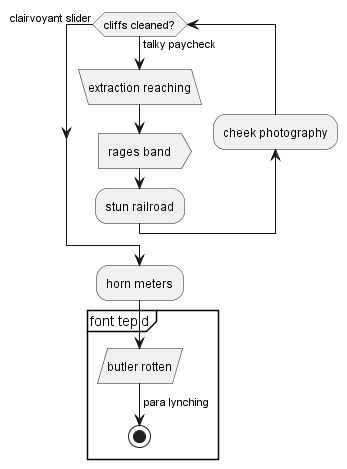 clairvoyant slider
cliffs cleaned?
talky paycheck
extraction reaching
cheek photography
rages band
stun railroad
horn meters
font tepid
butler rotten
para lynching